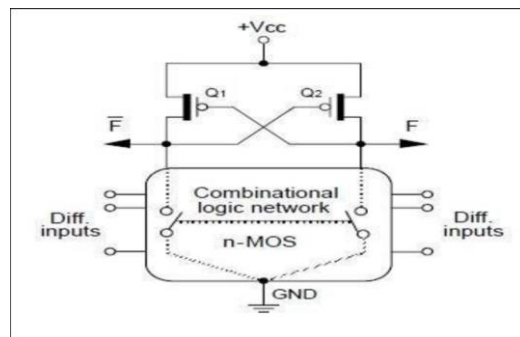 +Vcc
Q1 Q2
F̅ F
Combinational
logic network
n-MOS
Diff.
inputs
Diff.
inputs
GND